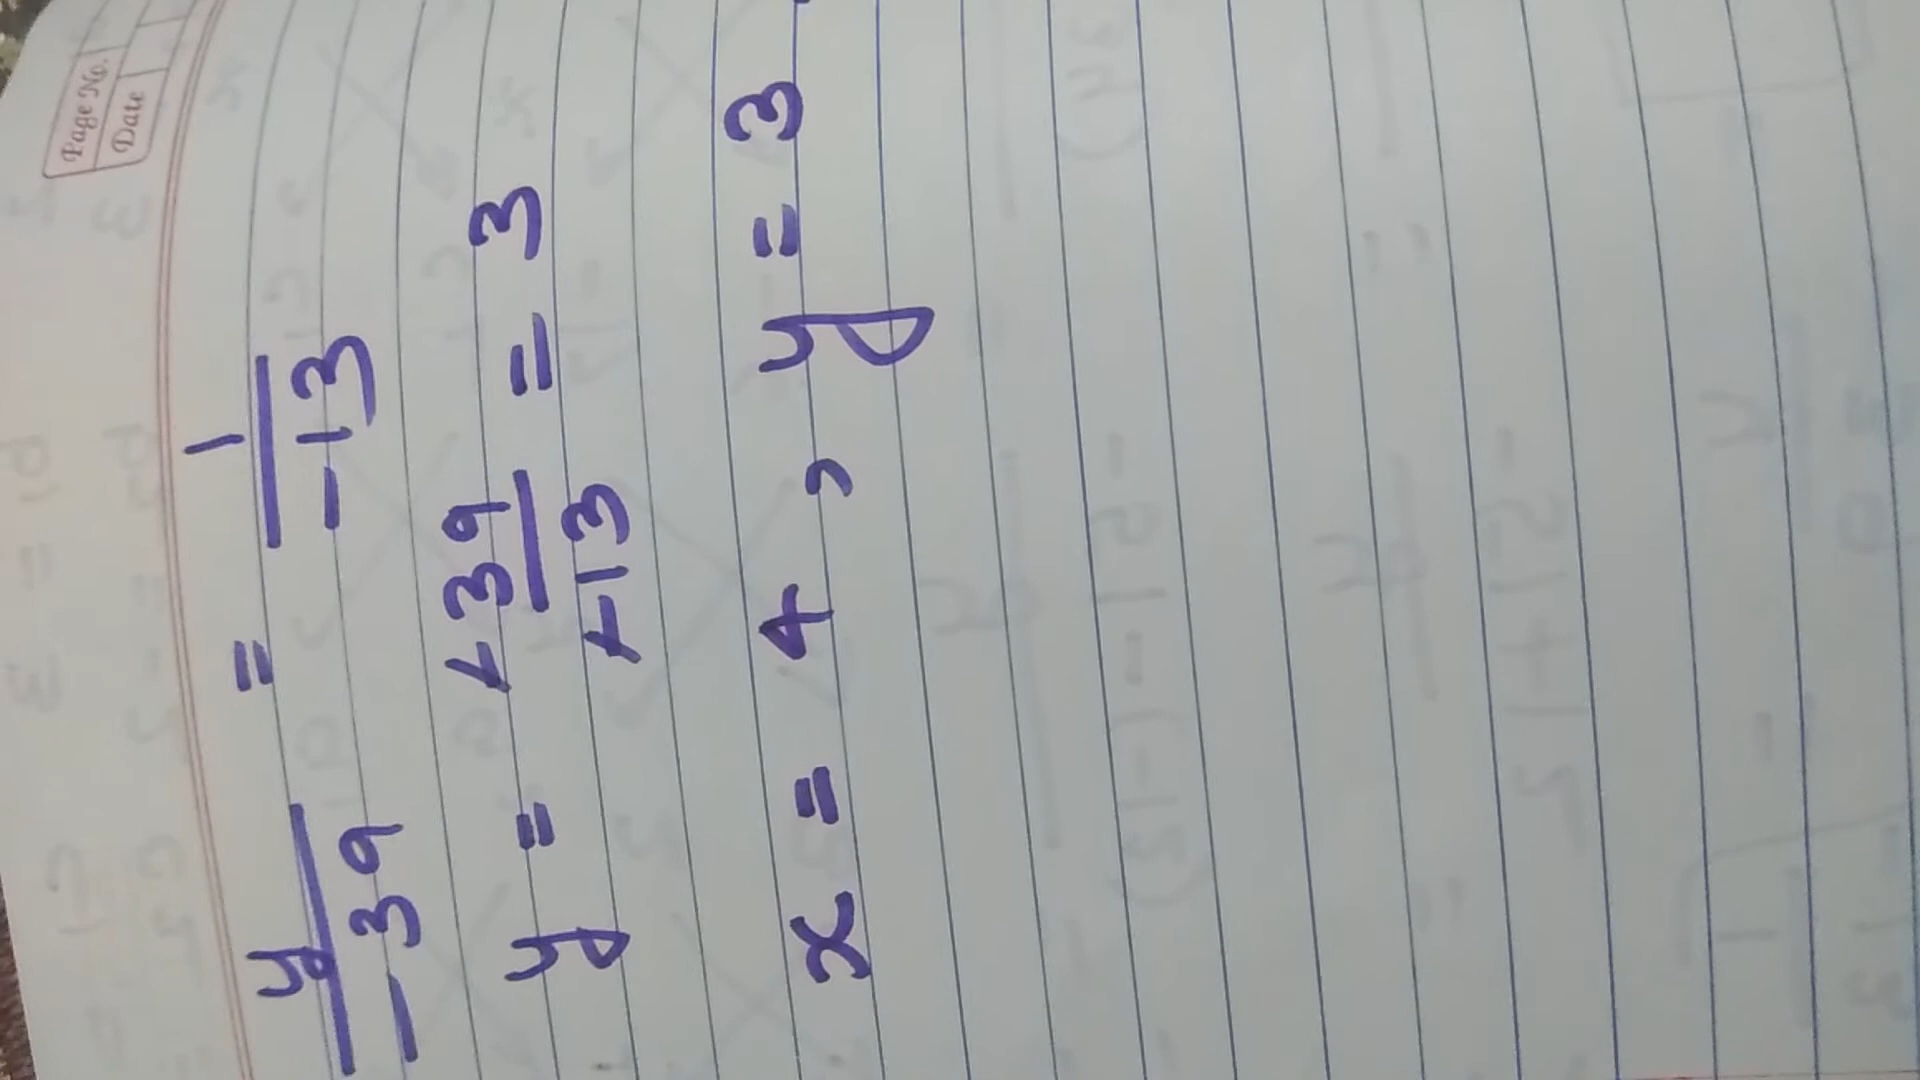 Page No.
Date
y/-39 = 1/-13
y = -39/-13 = 3
x = 4, y = 3